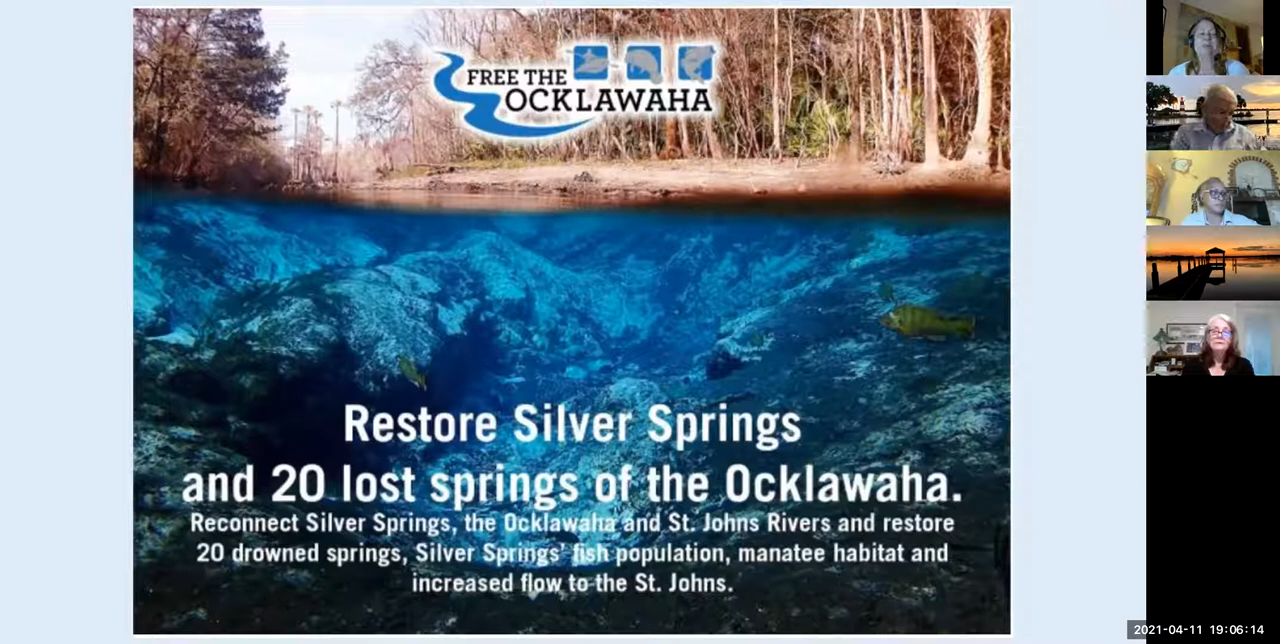 FREE THE
OCKLAWAHA
Restore Silver Springs
and 20 lost springs of the Ocklawaha.
Reconnect Silver Springs, the Ocklawaha and St. Johns Rivers and restore
20 drowned springs, Silver Springs' fish population, manatee habitat and
increased flow to the St. Johns.
2021-04-11 19:06:14